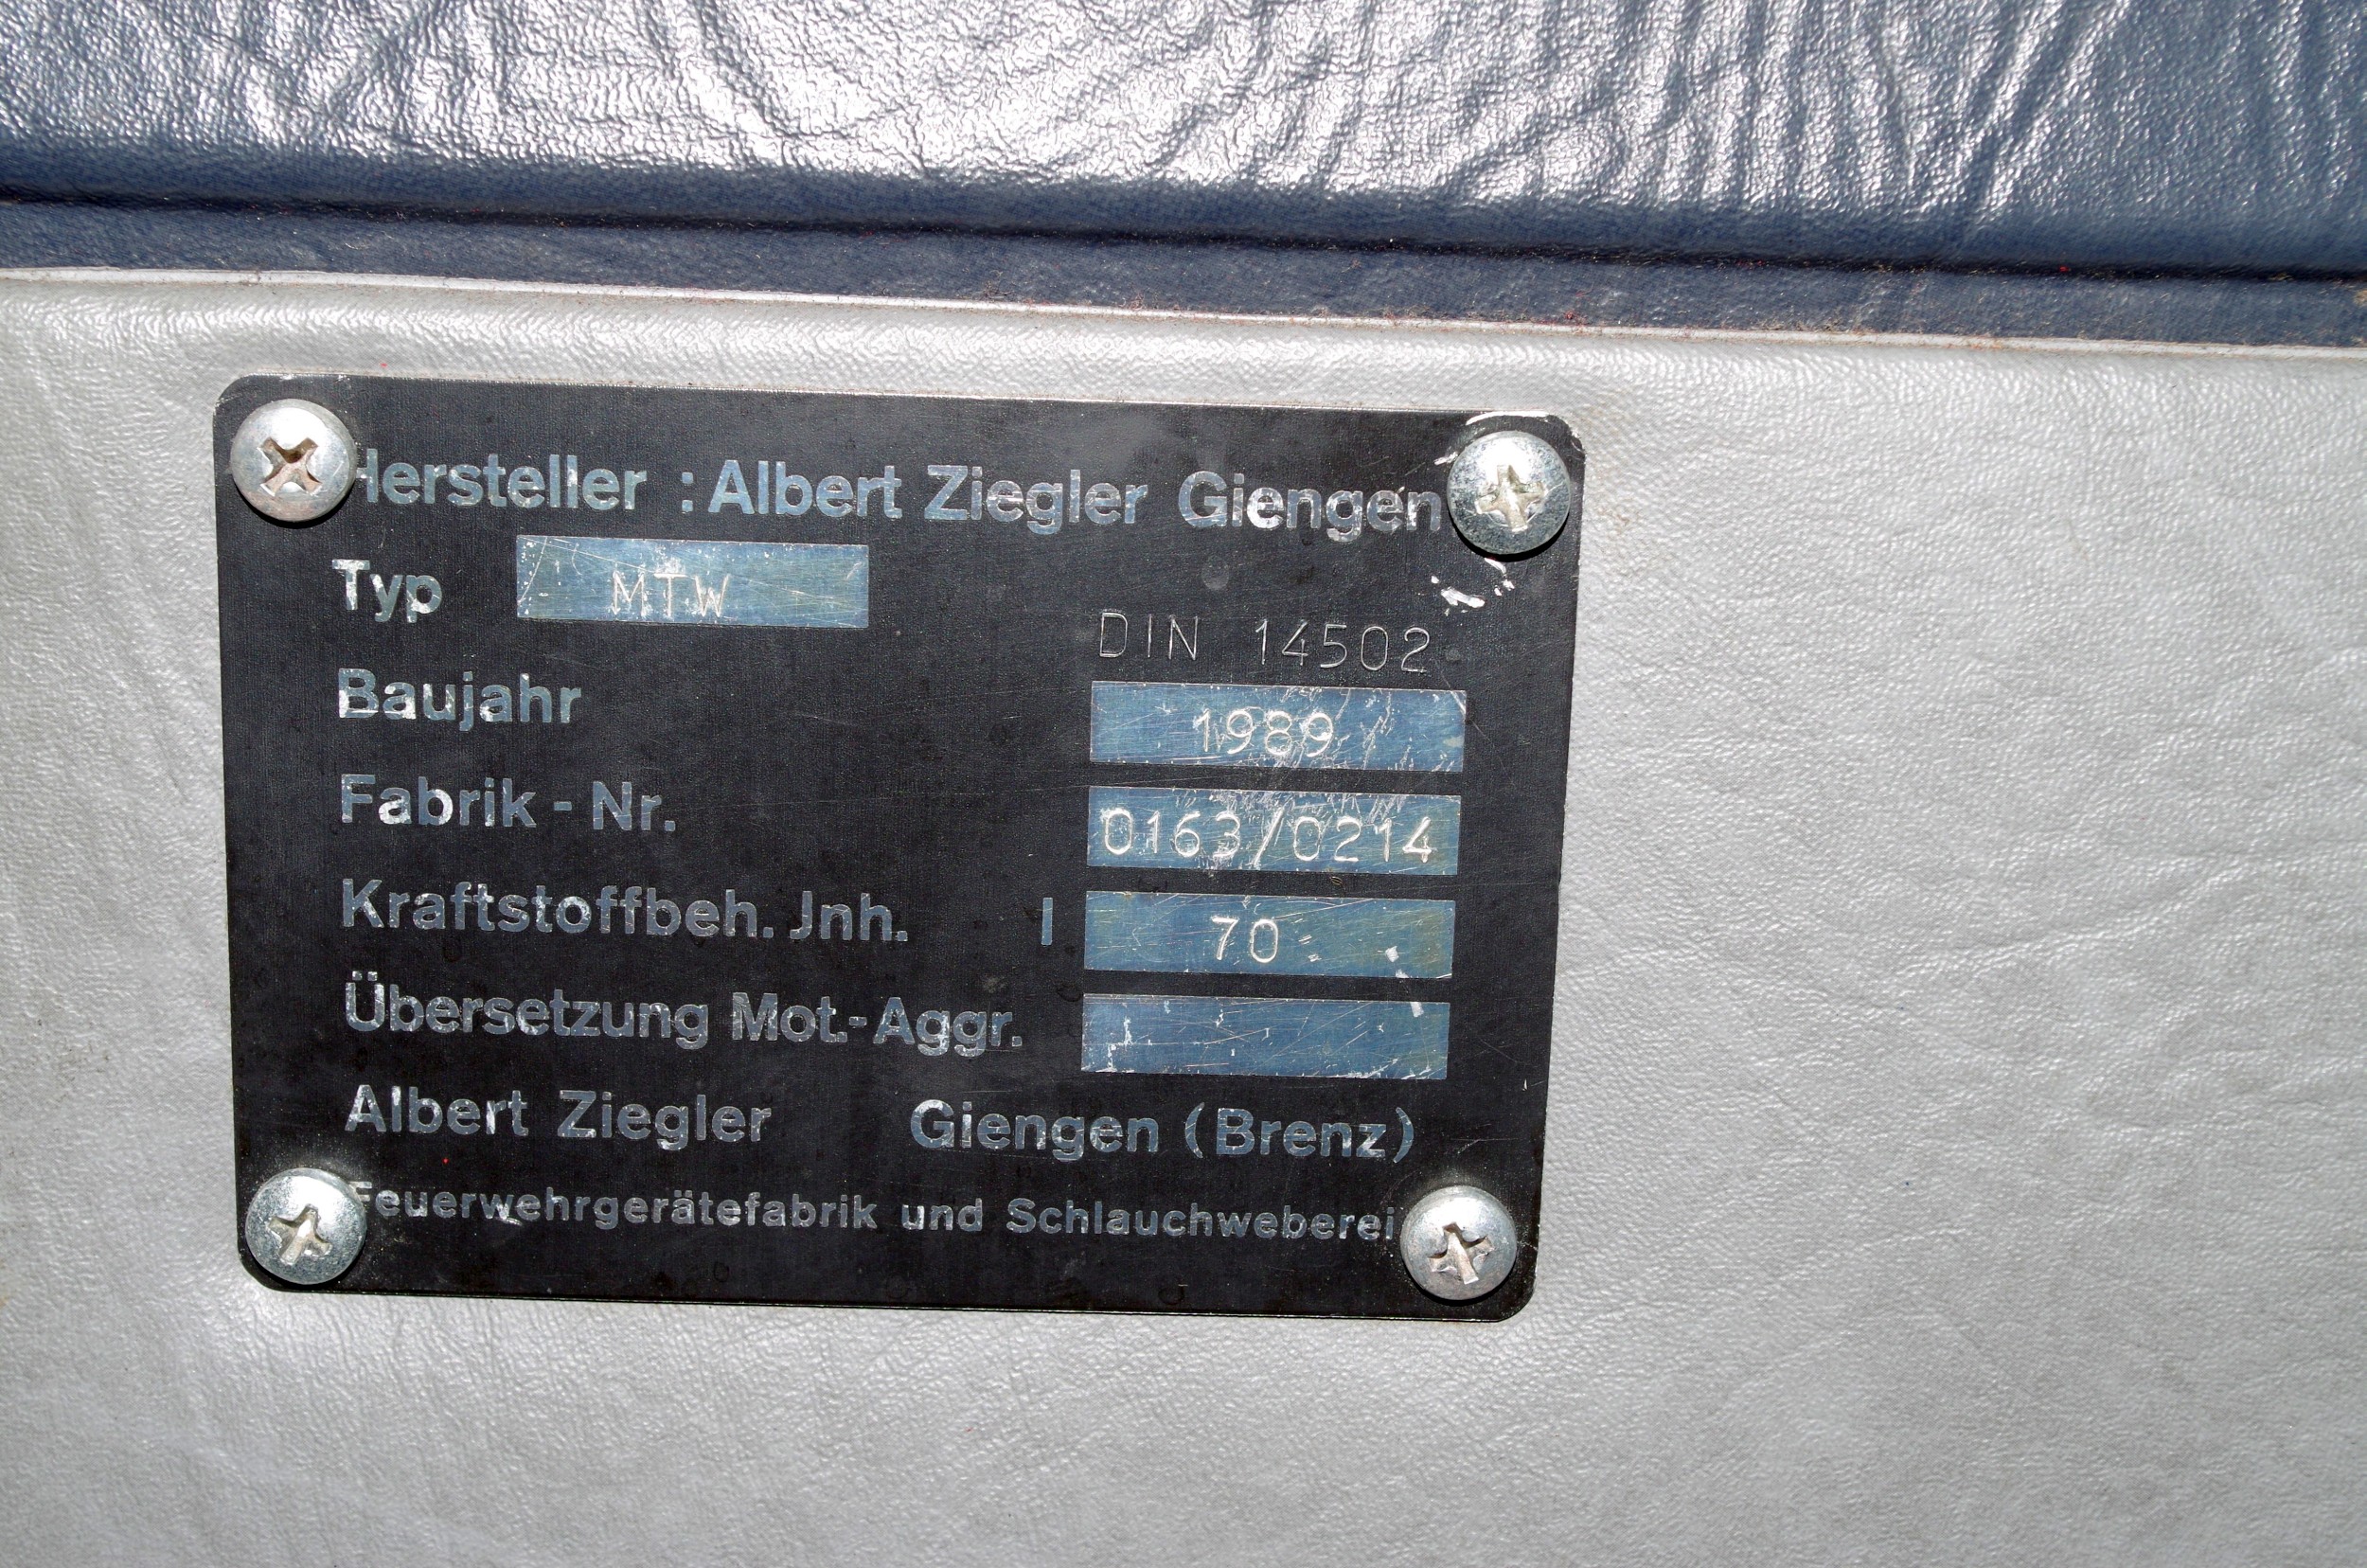 Hersteller : Albert Ziegler Giengen
Typ MTW
DIN 14502
Baujahr 1989
Fabrik - Nr. 0163/0214
Kraftstoffbeh. Jnh. l 70
Übersetzung Mot.-Aggr.
Albert Ziegler Giengen (Brenz)
Feuerwehrgerätefabrik und Schlauchweberei